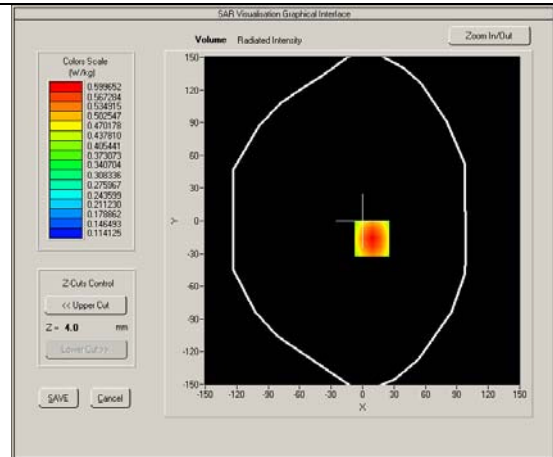 SAR Visualisation Graphical Interface
Volume Radiated Intensity
Zoom In/Out
Colors Scale
(W/kg)
0.599652
0.567284
0.534915
0.502547
0.470178
0.437810
0.405441
0.373073
0.340704
0.308336
0.275967
0.243599
0.211230
0.178862
0.146493
0.114125
Z-Cuts Control
<< Upper Cut
Z = 4.0 mm
Lower Cut >>
SAVE Cancel
150
120
90
60
30
0
-30
-60
-90
-120
-150
Y
-150 -120 -90 -60 -30 0 30 60 90 120 150
X